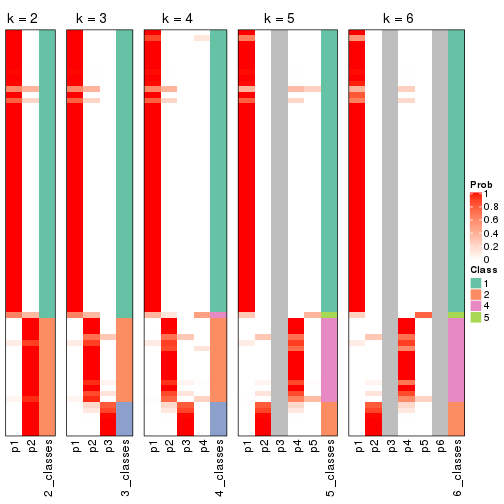 k = 2
k = 3
k = 4
k = 5
k = 6
Prob
1
0.8
0.6
0.4
0.2
0
Class
1
2
4
5
p1
p2
2_classes
p1
p2
p3
3_classes
p1
p2
p3
p4
4_classes
p1
p2
p3
p4
p5
5_classes
p1
p2
p3
p4
p5
p6
6_classes